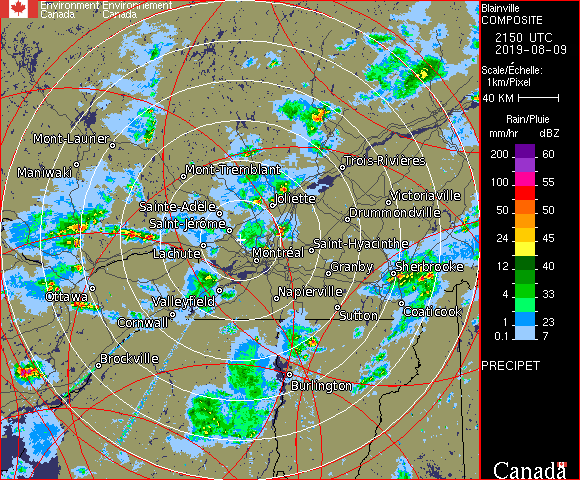 Environment Environnement
Canada Canada
Blainville
COMPOSITE
2150 UTC
2019-08-09
Scale/Échelle:
1km/Pixel
40 KM
Rain/Pluie
mm/hr dBZ
200 60
100 55
50 50
24 45
12 40
4 33
1 23
0.1 7
PRECIPET
Mont-Laurier
Maniwaki
Mont-Tremblant
Trois-Rivières
Sainte-Adèle
Joliette
Victoriaville
Drummondville
Saint-Jérôme
Lachute
Montréal
Saint-Hyacinthe
Granby
Sherbrooke
Ottawa
Valleyfield
Napierville
Cornwall
Sutton
Coaticook
Brockville
Burlington
Canada